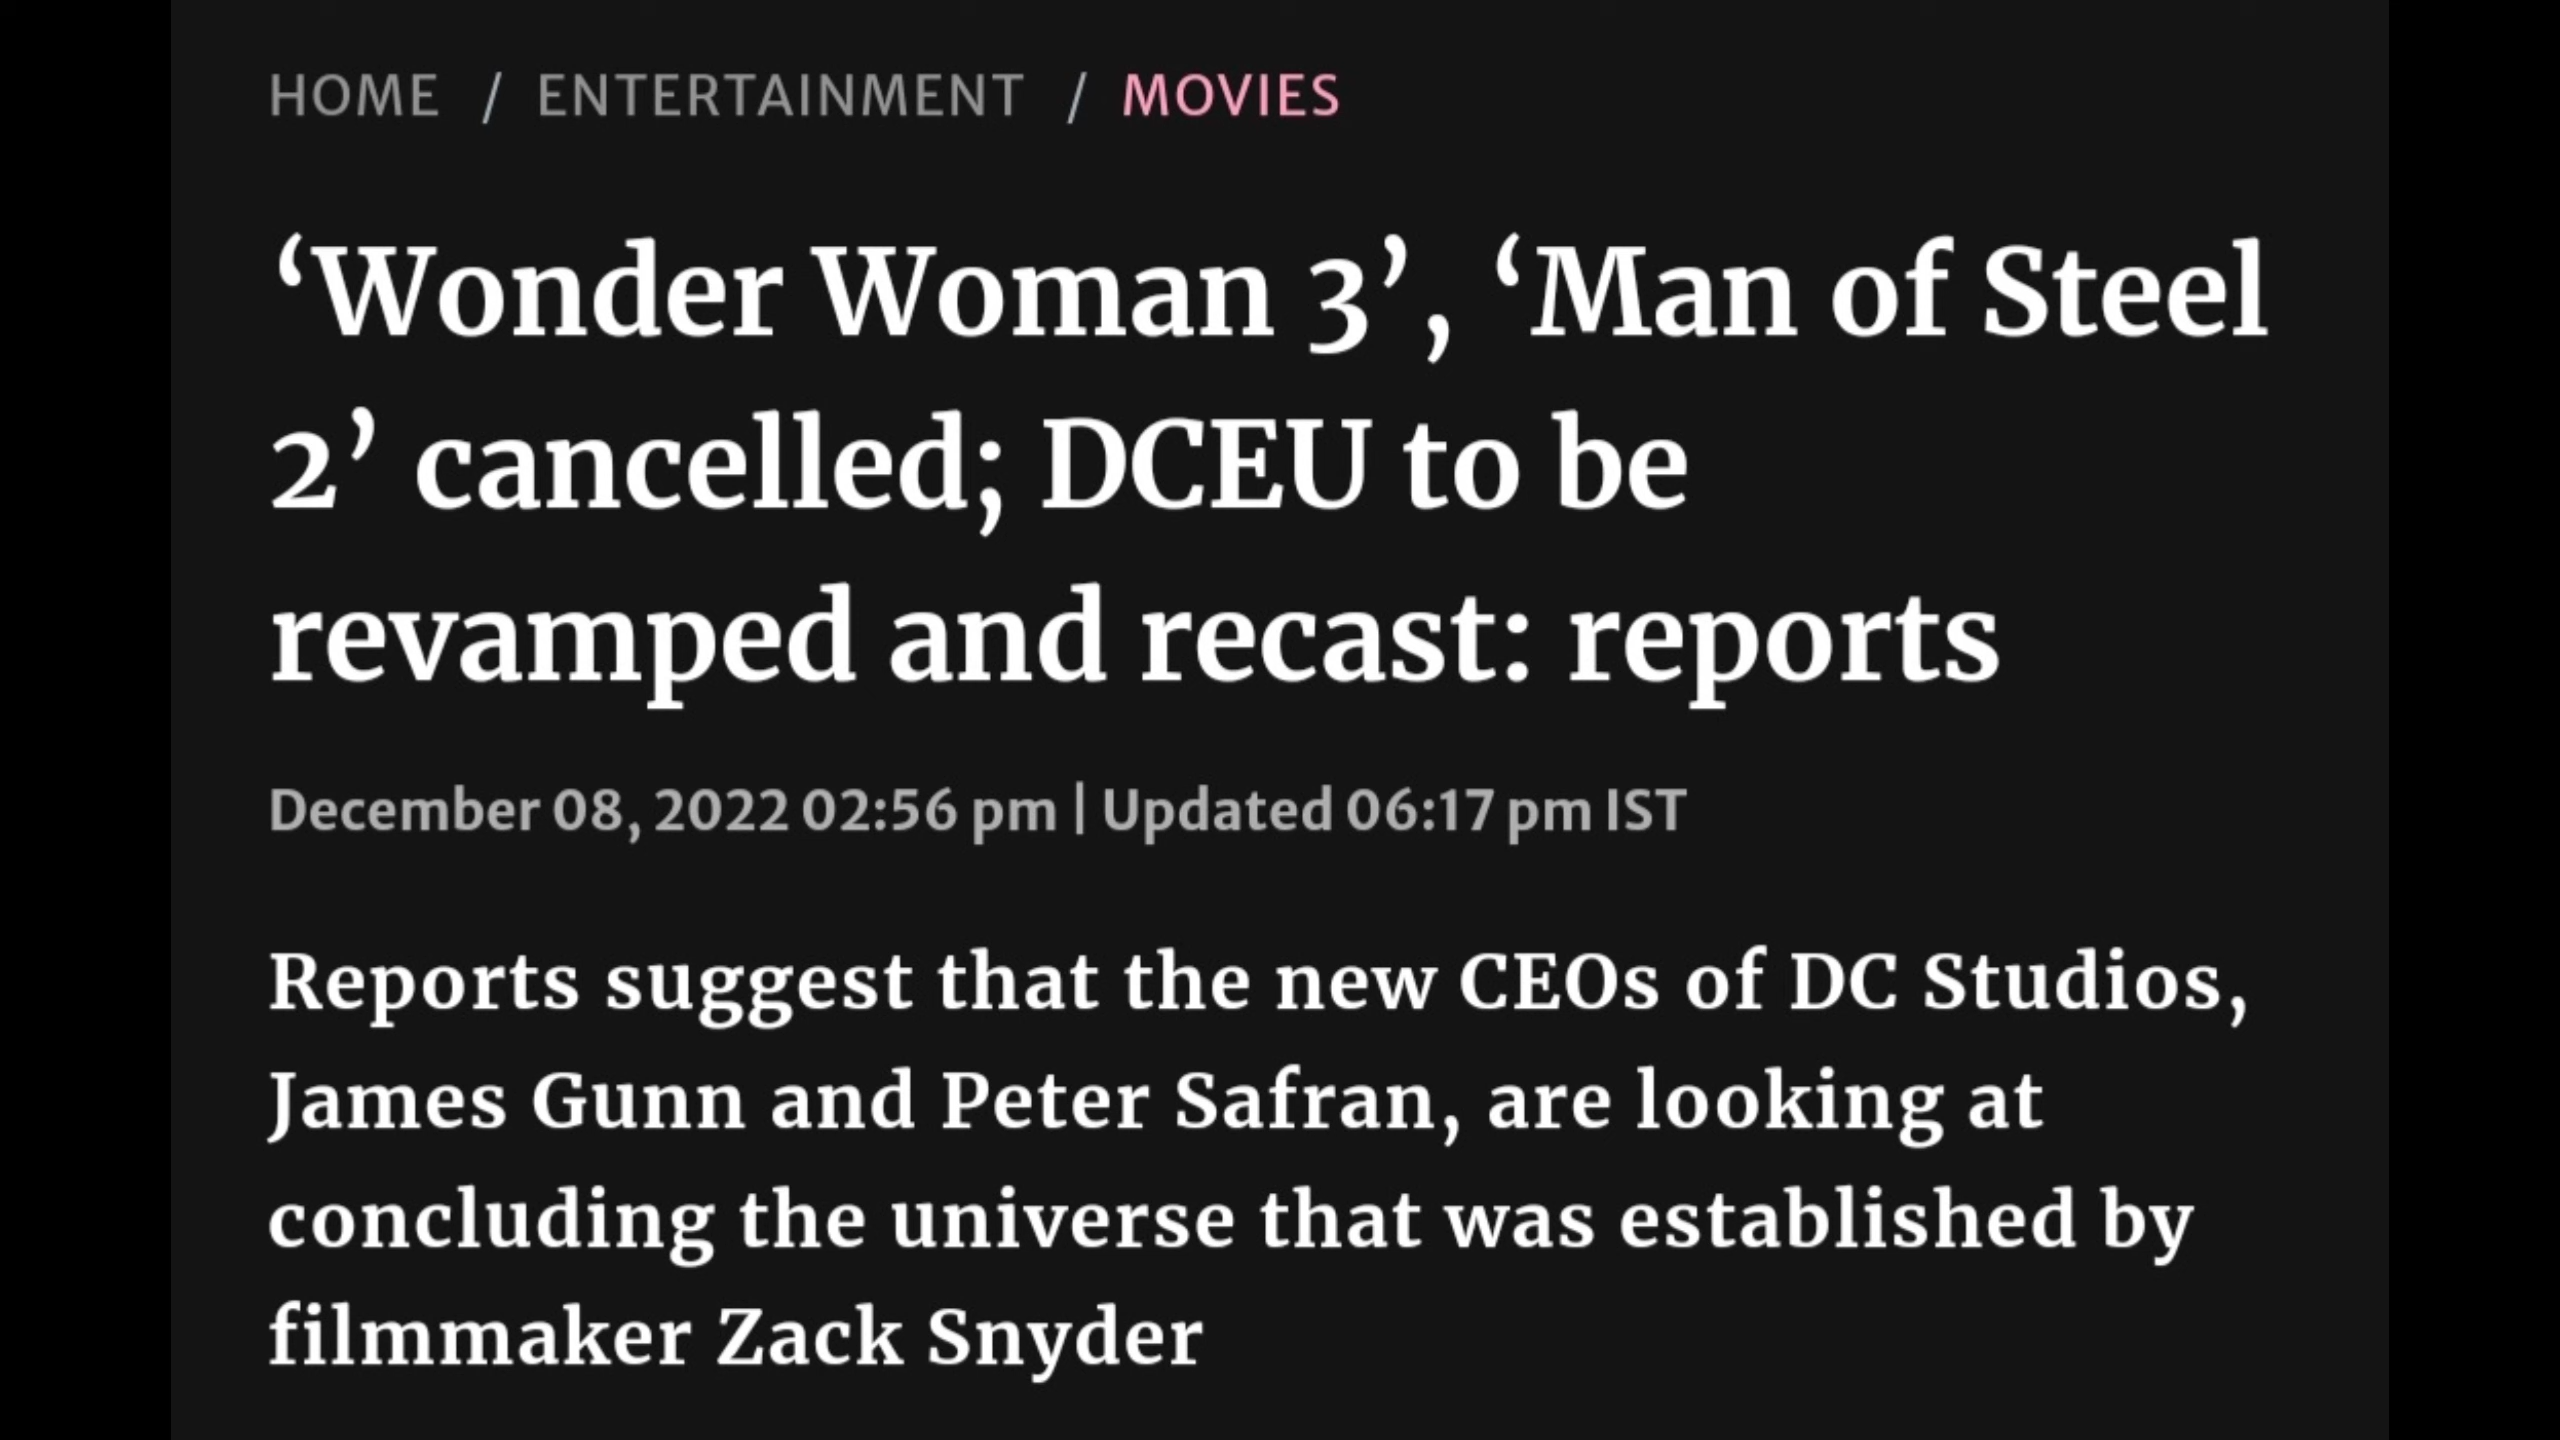 HOME / ENTERTAINMENT / MOVIES
‘Wonder Woman 3’, ‘Man of Steel
2’ cancelled; DCEU to be
revamped and recast: reports
December 08, 2022 02:56 pm | Updated 06:17 pm IST
Reports suggest that the new CEOs of DC Studios,
James Gunn and Peter Safran, are looking at
concluding the universe that was established by
filmmaker Zack Snyder